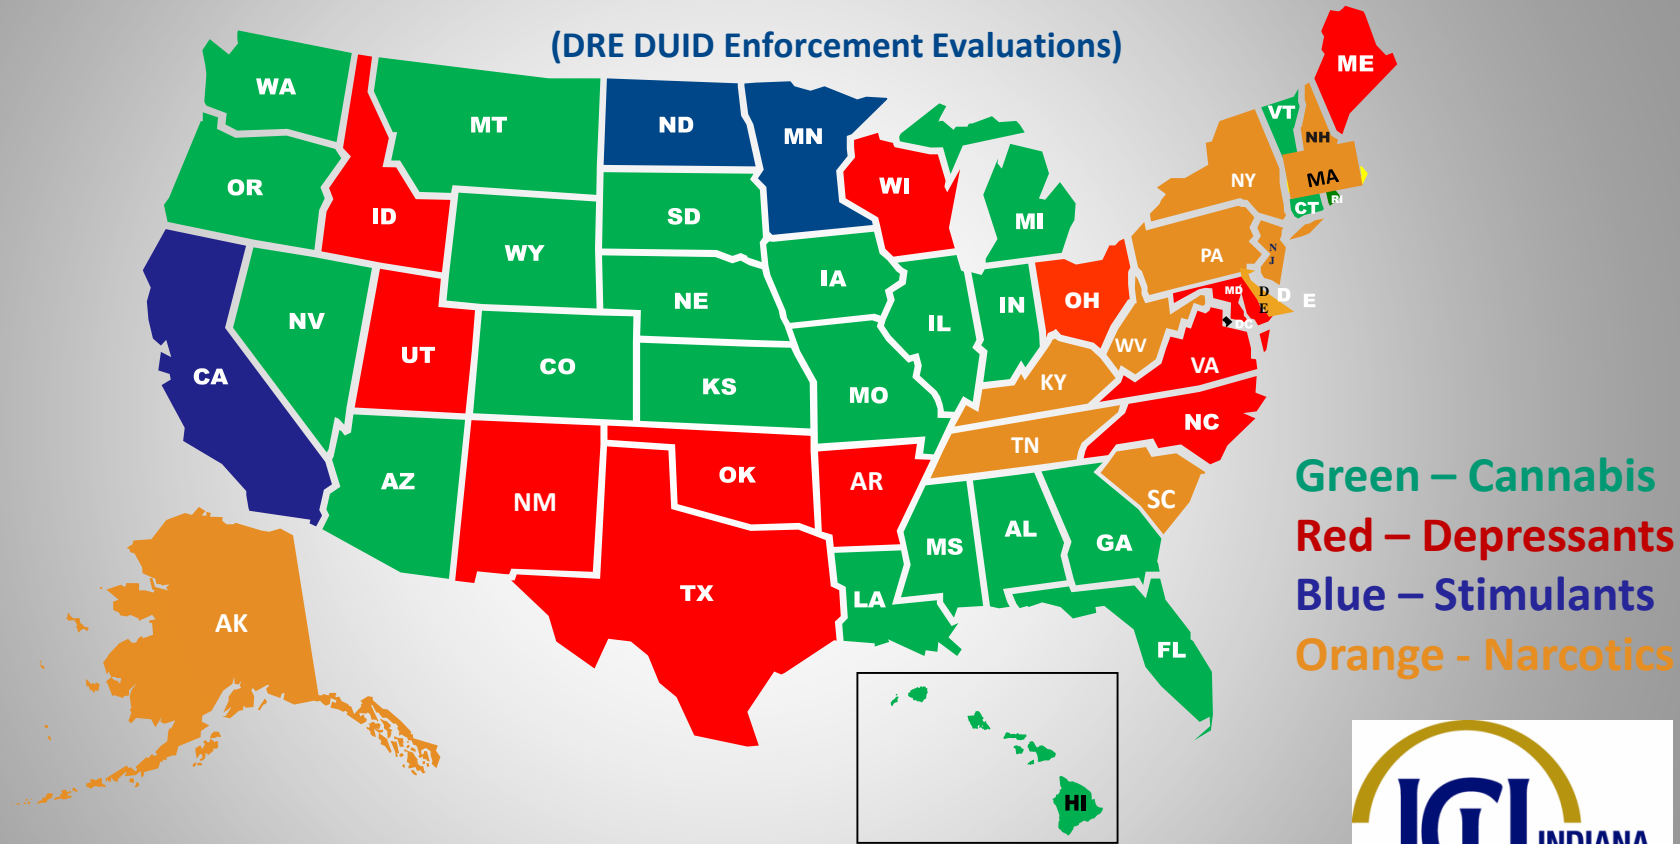 (DRE DUID Enforcement Evaluations)
ME
WA
VT
MT
ND
MN
NH
OR
WI
MA
NY
ID
SD
MI
CT
RI
WY
PA
N
J
IA
NE
IN
OH
MD
D
E
D E
NV
IL
DC
UT
CO
WV
VA
CA
KS
KY
MO
NC
TN
OK
AR
AZ
NM
SC
AL
MS
GA
TX
LA
AK
FL
HI
Green – Cannabis
Red – Depressants
Blue – Stimulants
Orange - Narcotics
ICJI
INDIANA